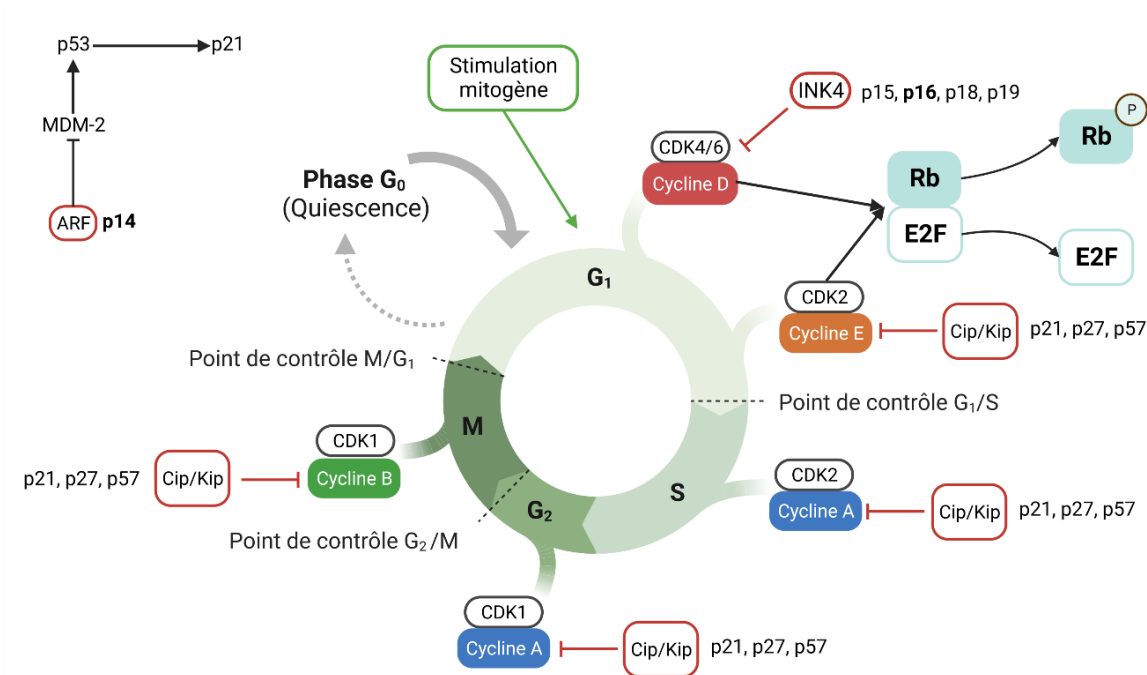 p53
p21
MDM-2
ARF
p14
Stimulation
mitogène
Phase G₀
(Quiescence)
INK4
p15, p16, p18, p19
CDK4/6
Cycline D
Rb
E2F
P
Rb
E2F
G₁
CDK2
Cycline E
Cip/Kip
p21, p27, p57
Point de contrôle M/G₁
Point de contrôle G₁/S
M
CDK1
Cycline B
Cip/Kip
p21, p27, p57
S
G₂
Point de contrôle G₂/M
CDK2
Cycline A
Cip/Kip
p21, p27, p57
CDK1
Cycline A
Cip/Kip
p21, p27, p57